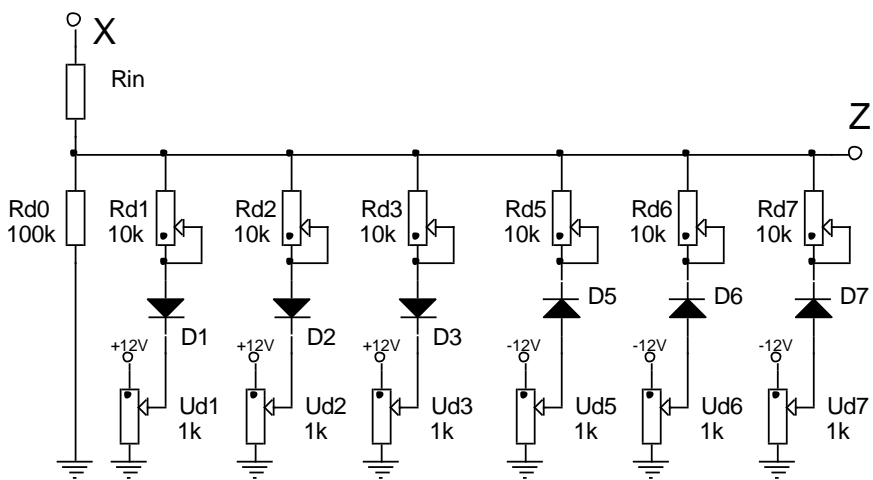 X
Rin
Z
Rd0
100k
Rd1
10k
Rd2
10k
Rd3
10k
Rd5
10k
Rd6
10k
Rd7
10k
D1
D2
D3
D5
D6
D7
+12V
+12V
+12V
-12V
-12V
-12V
Ud1
1k
Ud2
1k
Ud3
1k
Ud5
1k
Ud6
1k
Ud7
1k